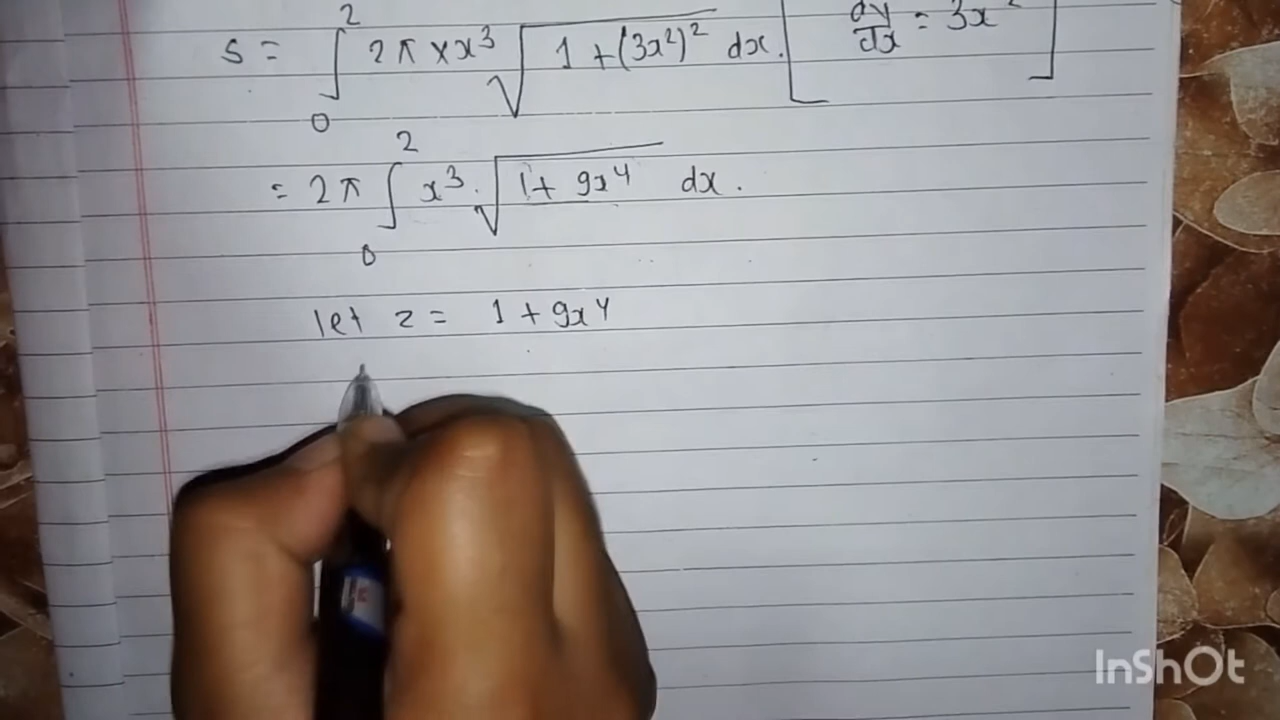 S = ∫₀² 2π × x³ √(1 + (3x²)²) dx. [dy/dx = 3x²]
= 2π ∫₀² x³. √(1 + 9x⁴) dx.
let z = 1 + 9x⁴
InShOt